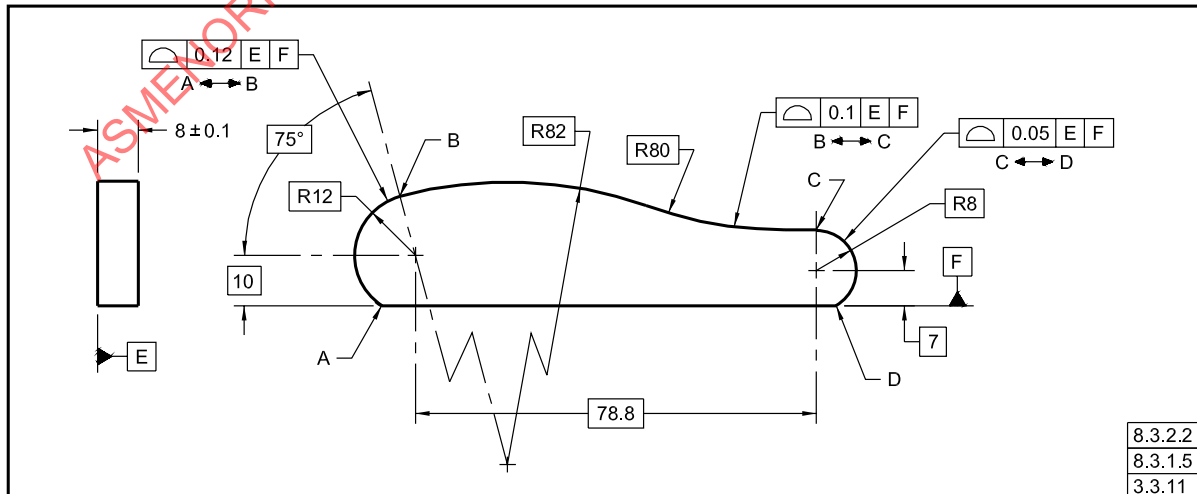 0.12 E F
A B
8 ± 0.1
75°
B
R82
R80
0.1 E F
B C
0.05 E F
C D
R12
C
R8
10
F
E
A
7
D
78.8
8.3.2.2
8.3.1.5
3.3.11
ASMENOR